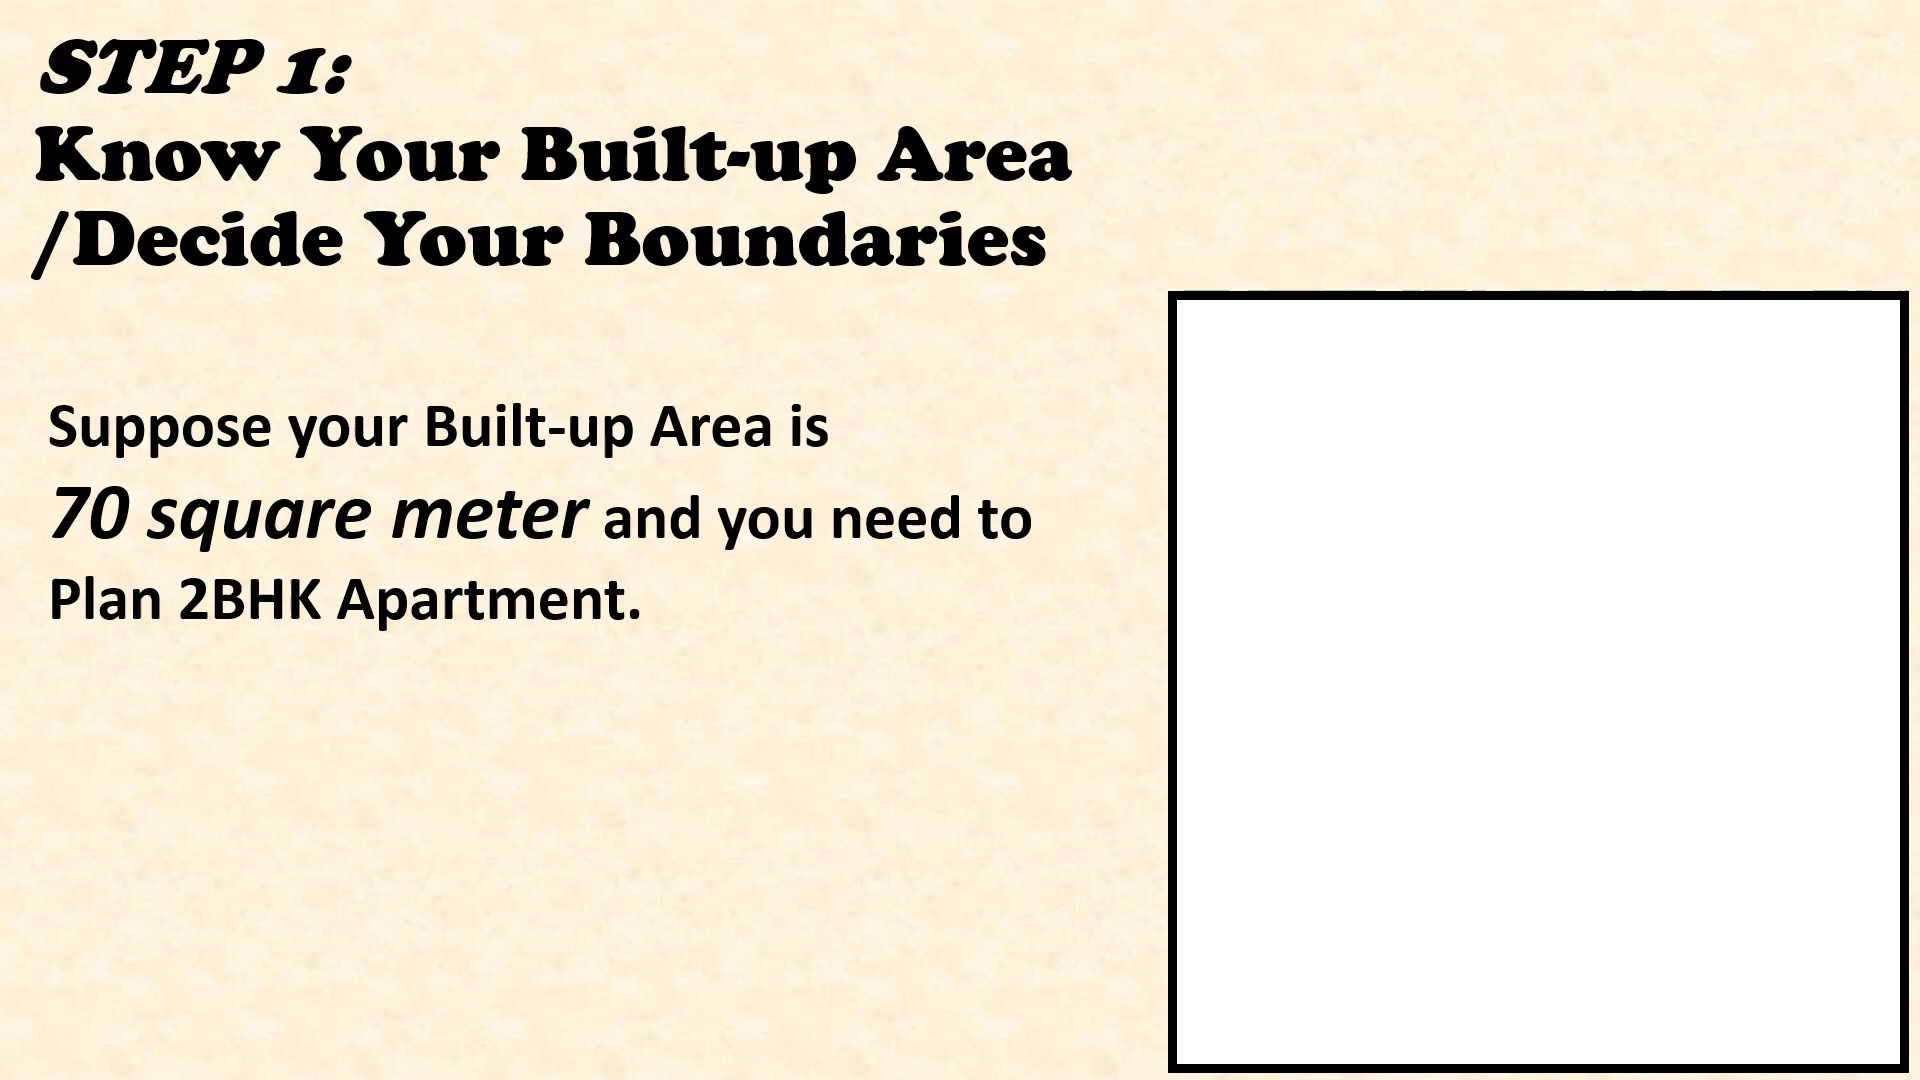 STEP 1:
Know Your Built-up Area
/Decide Your Boundaries
Suppose your Built-up Area is
70 square meter and you need to
Plan 2BHK Apartment.